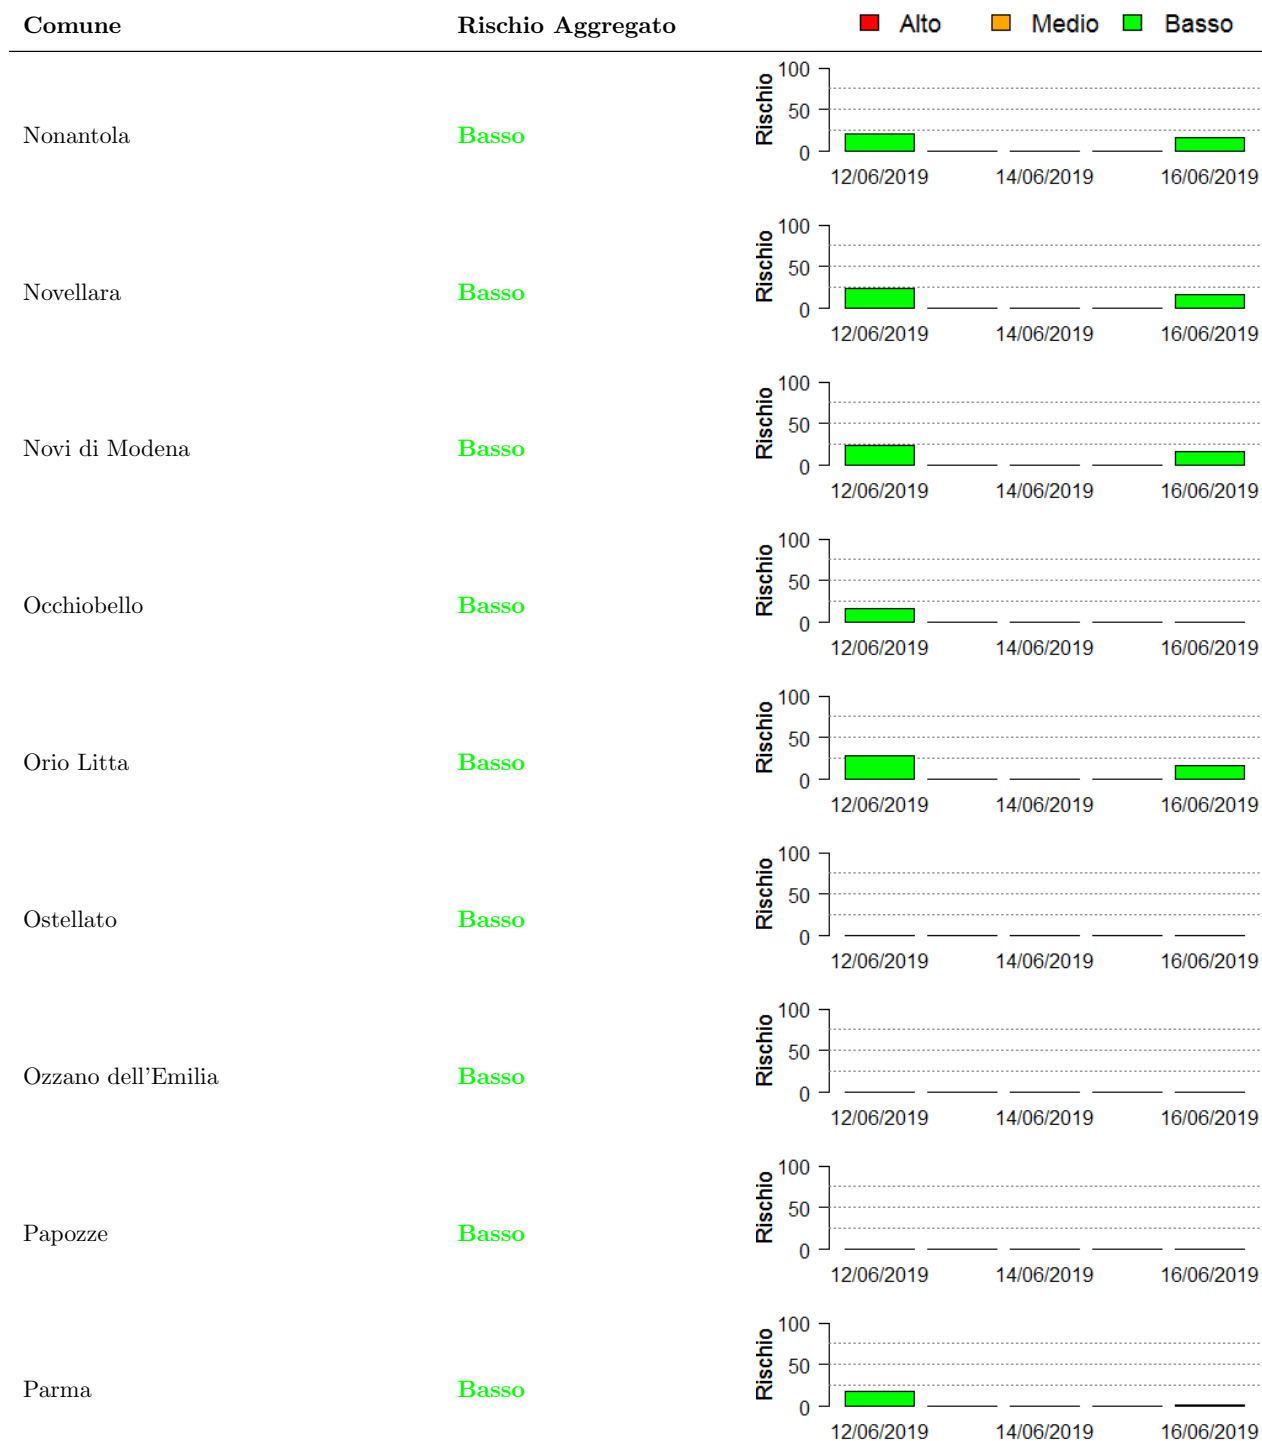 Comune Rischio Aggregato Alto Medio Basso
Nonantola Basso Rischio 100 50 0
12/06/2019 14/06/2019 16/06/2019
Novellara Basso Rischio 100 50 0
12/06/2019 14/06/2019 16/06/2019
Novi di Modena Basso Rischio 100 50 0
12/06/2019 14/06/2019 16/06/2019
Occhiobello Basso Rischio 100 50 0
12/06/2019 14/06/2019 16/06/2019
Orio Litta Basso Rischio 100 50 0
12/06/2019 14/06/2019 16/06/2019
Ostellato Basso Rischio 100 50 0
12/06/2019 14/06/2019 16/06/2019
Ozzano dell'Emilia Basso Rischio 100 50 0
12/06/2019 14/06/2019 16/06/2019
Papozze Basso Rischio 100 50 0
12/06/2019 14/06/2019 16/06/2019
Parma Basso Rischio 100 50 0
12/06/2019 14/06/2019 16/06/2019